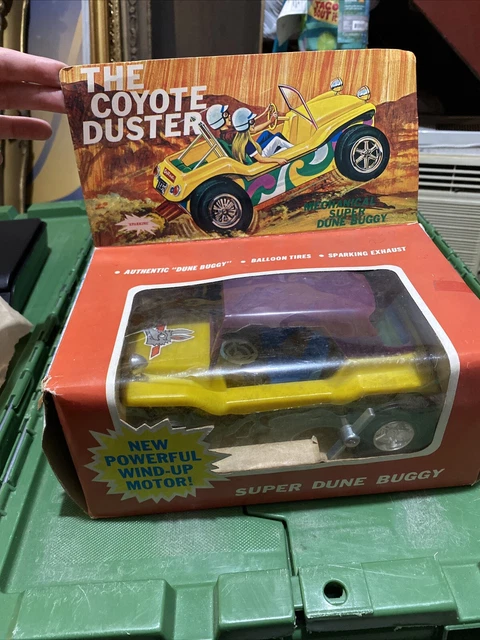 THE
COYOTE
DUSTER
MECHANICAL
SUPER
DUNE BUGGY
SPARKING
• AUTHENTIC "DUNE BUGGY" • BALLOON TIRES • SPARKING EXHAUST
NEW
POWERFUL
WIND-UP
MOTOR!
SUPER DUNE BUGGY